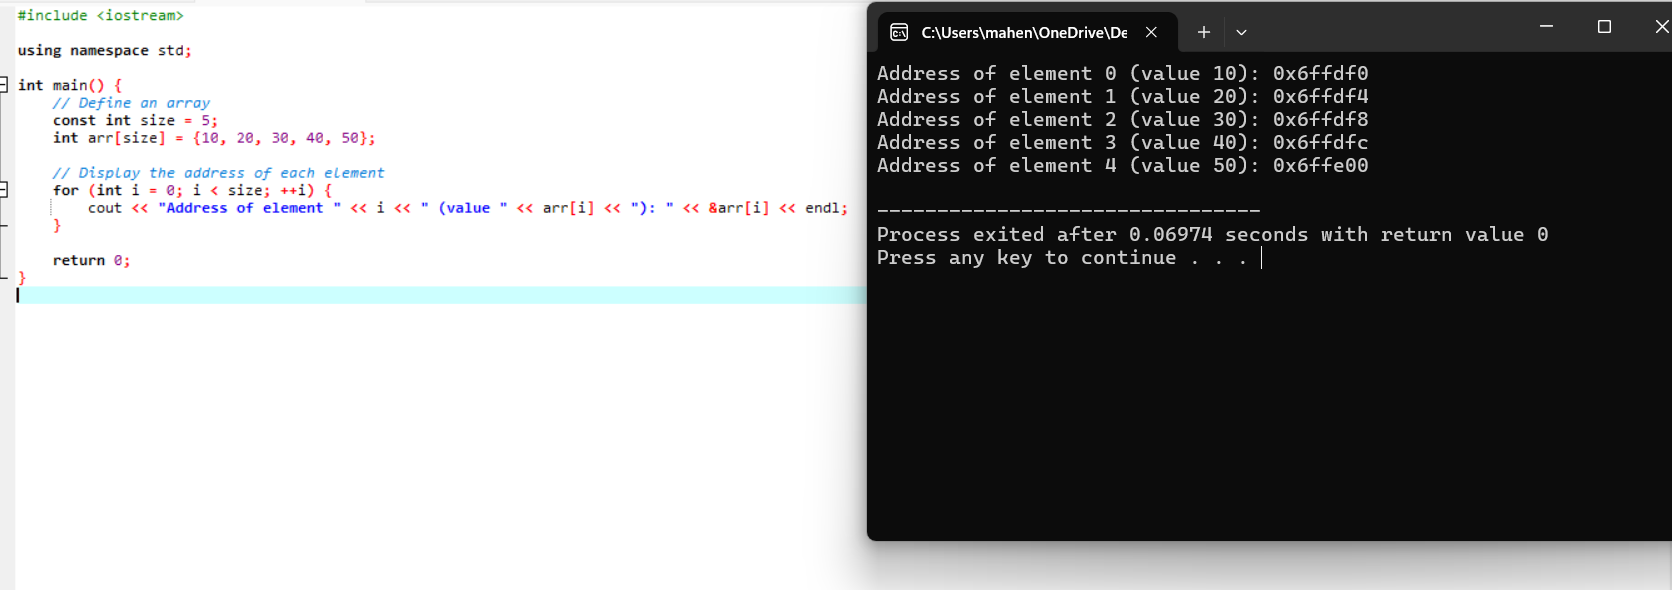 #include <iostream>
using namespace std;
int main() {
// Define an array
const int size = 5;
int arr[size] = {10, 20, 30, 40, 50};
// Display the address of each element
for (int i = 0; i < size; ++i) {
cout << "Address of element " << i << " (value " << arr[i] << "): " << &arr[i] << endl;
}
return 0;
}
C:\Users\mahen\OneDrive\De
Address of element 0 (value 10): 0x6ffdf0
Address of element 1 (value 20): 0x6ffdf4
Address of element 2 (value 30): 0x6ffdf8
Address of element 3 (value 40): 0x6ffdfc
Address of element 4 (value 50): 0x6ffe00
--------------------------------
Process exited after 0.06974 seconds with return value 0
Press any key to continue . . .